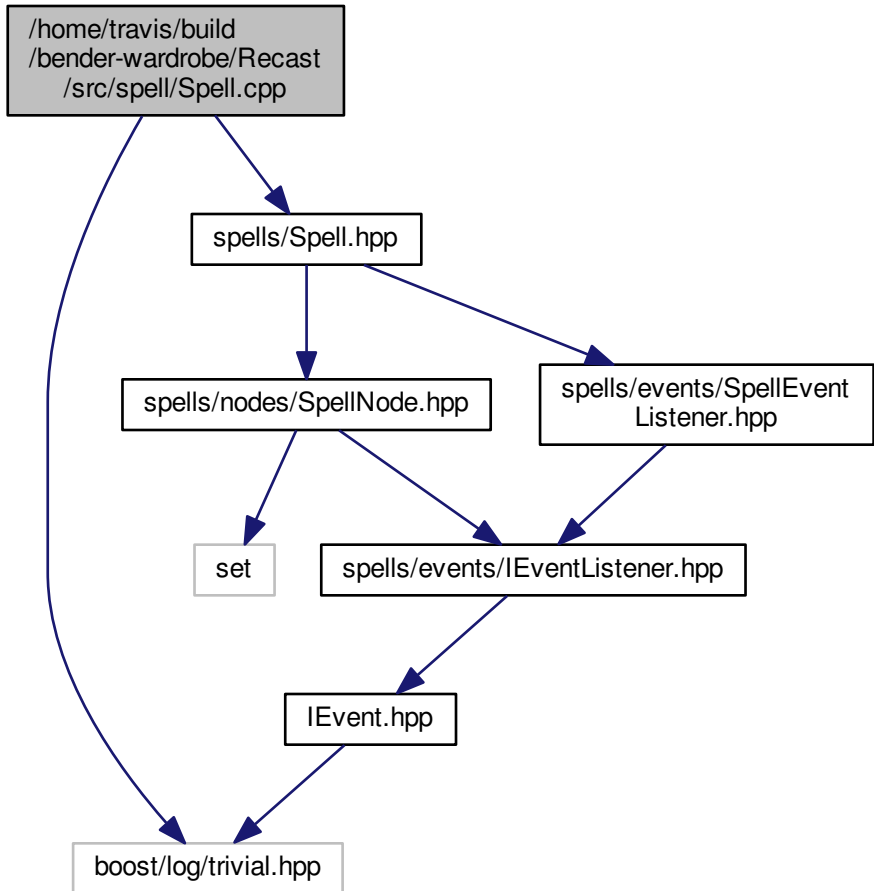 /home/travis/build
/bender-wardrobe/Recast
/src/spell/Spell.cpp
spells/Spell.hpp
spells/nodes/SpellNode.hpp
spells/events/SpellEvent
Listener.hpp
set
spells/events/IEventListener.hpp
IEvent.hpp
boost/log/trivial.hpp